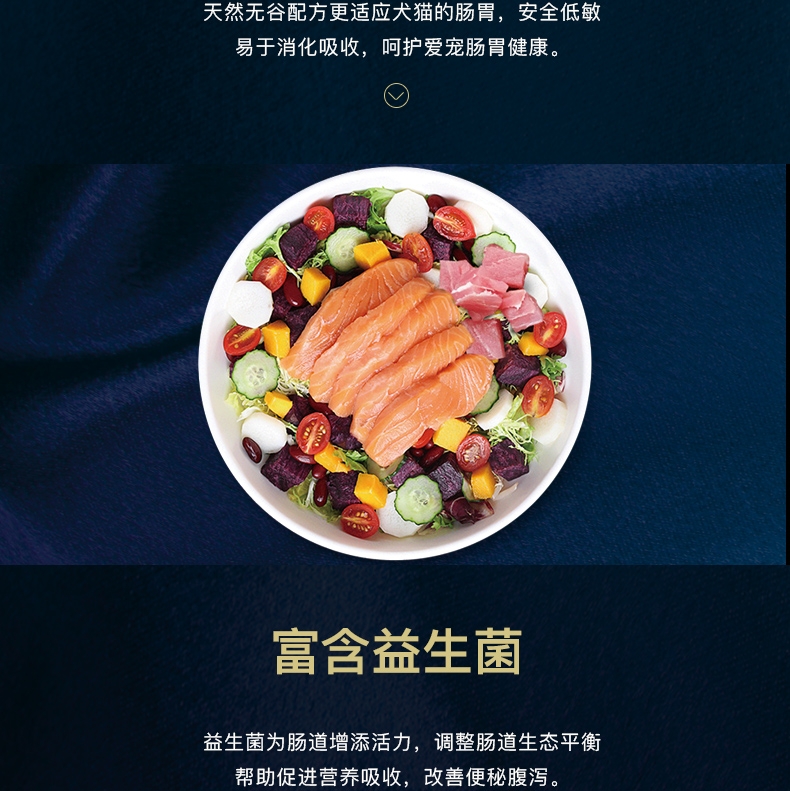 天然无谷配方更适应犬猫的肠胃，安全低敏
易于消化吸收，呵护爱宠肠胃健康。
富含益生菌
益生菌为肠道增添活力，调整肠道生态平衡
帮助促进营养吸收，改善便秘腹泻。